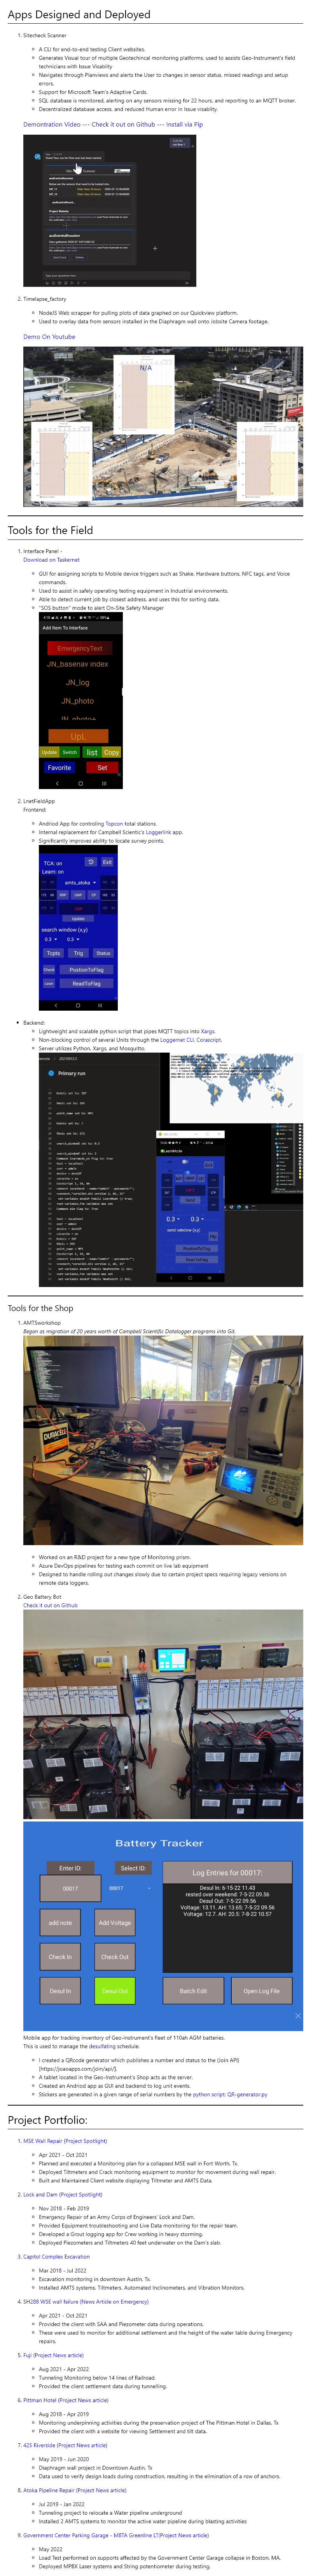 Apps Designed and Deployed
1. Sitecheck Scanner
A CLI for end-to-end testing Client websites.
Generates Visual tour of multiple Geotechincal monitoring platforms, used to assists Geo-Instrument's field
technicians with Issue Visablity
Navigates through Planviews and alerts the User to changes in sensor status, missed readings and setup
errors.
Support for Microsoft Team's Adaptive Cards.
SQL database is monitored, alerting on any sensors missing for 22 hours, and reporting to an MQTT broker,
Decentralized database access, and reduced Human error in Issue visablity.
Demontration Video --- Check it out on Github --- Install via Pip
2. Timelapse_factory
NodeJS Web scrapper for pulling plots of data graphed on our Quickview platform.
Used to overlay data from sensors installed in the Diaphragm wall onto Jobsite Camera footage.
Demo On Youtube
N/A
Tools for the Field
1. Interface Panel -
Download on Taskernet
GUI for assigning scripts to Mobile device triggers such as Shake, Hardware buttons, NFC tags, and Voice
commands.
Used to assist in safely operating testing equipment in Industrial environments.
Able to detect current job by closest address, and uses this for sorting data.
"SOS button" mode to alert On-Site Safety Manager
Add Item To Interface
EmergencyText
JN_basenav index
JN_log
JN_photo
JN_photo+
UpL
Update Switch list Copy
Favorite Set
2. LnetFieldApp
Frontend:
Andriod App for controling Topcon total stations.
Internal replacement for Campbell Scientic's Loggerlink app.
Significantly improves ability to locate survey points.
TCA: on
Learn: on
Exit
amts_atoka
Update
search window (x,y)
0.3 0.3
Tcpts Trig Status
Check PostionToFlag
Laser ReadToFlag
Backend:
Lightweight and scalable python script that pipes MQTT topics into Xargs.
Non-blocking control of several Units through the Loggernet CLI, Corascript.
Server utilizes Python, Xargs, and Mosquitto.
Primary run
Tools for the Shop
1. AMTSworkshop
Began as migration of 20 years worth of Campbell Scientific Datalogger programs into Git.
DURACELL
Worked on an R&D project for a new type of Monitoring prism.
Azure DevOps pipelines for testing each commit on live lab equipment
Designed to handle rolling out changes slowly due to certain project specs requiring legacy versions on
remote data loggers.
2. Geo Battery Bot
Check it out on Github
Battery Tracker
Enter ID: Select ID:
00017 00017
add note Add Voltage
Check In Check Out
Desul In Desul Out
Log Entries for 00017:
Desul In: 6-15-22 11.43
rested over weekend: 7-5-22 09.56
Desul Out: 7-5-22 09.56
Voltage: 13.11. AH: 13.65: 7-5-22 09.56
Voltage: 12.7. AH: 20.5: 7-8-22 10.57
Batch Edit Open Log File
Mobile app for tracking inventory of Geo-instrument's fleet of 110ah AGM batteries.
This is used to manage the desulfating schedule.
I created a QRcode generator which publishes a number and status to the [Join API]
(https://joaoapps.com/join/api/).
A tablet located in the Geo-Instrument's Shop acts as the server.
Created an Andriod app as GUI and backend to log unit events.
Stickers are generated in a given range of serial numbers by the python script: QR-generator.py
Project Portfolio:
1. MSE Wall Repair (Project Spotlight)
Apr 2021 - Oct 2021
Planned and executed a Monitoring plan for a collapsed MSE wall in Fort Worth, Tx.
Deployed Tiltmeters and Crack monitoring equipment to monitor for movement during wall repair.
Built and Maintained Client website displaying Tiltmeter and AMTS Data.
2. Lock and Dam (Project Spotlight)
Nov 2018 - Feb 2019
Emergency Repair of an Army Corps of Engineers' Lock and Dam.
Provided Equipment troubleshooting and Live Data monitoring for the repair team.
Developed a Grout logging app for Crew working in heavy storming.
Deployed Piezometers and Tiltmeters 40 feet underwater on the Dam's slab.
3. Capitol Complex Excavation
Mar 2018 - Jul 2022
Excavation monitoring in downtown Austin, Tx.
Installed AMTS systems, Tiltmeters, Automated Inclinometers, and Vibration Monitors.
4. SH288 WSE wall failure (News Article on Emergency)
Apr 2021 - Oct 2021
Provided the client with SAA and Piezometer data during operations.
These were used to monitor for additional settlement and the height of the water table during Emergency
repairs.
5. Fuji (Project News article)
Aug 2021 - Apr 2022
Tunneling Monitoring below 14 lines of Railroad.
Provided the client settlement data during tunnelling.
6. Pittman Hotel (Project News article)
Aug 2018 - Apr 2019
Monitoring underpinning activities during the preservation project of The Pittman Hotel in Dallas, Tx
Provided the client with a website for viewing Settlement and tilt data.
7. 425 Riverside (Project News article)
May 2019 - Jun 2020
Diaphragm wall project in Downtown Austin, Tx
Data used to verify design loads during construction, resulting in the elimination of a row of anchors.
8. Atoka Pipeline Repair (Project News article)
Jul 2019 - Jan 2022
Tunneling project to relocate a Water pipeline underground
Installed 2 AMTS systems to monitor the active water pipeline during blasting activities
9. Government Center Parking Garage - MBTA Greenline LT(Project News article)
May 2022
Load Test performed on supports affected by the Government Center Garage collapse in Boston, MA.
Deployed MPBX Laser systems and String potentiometer during testing.